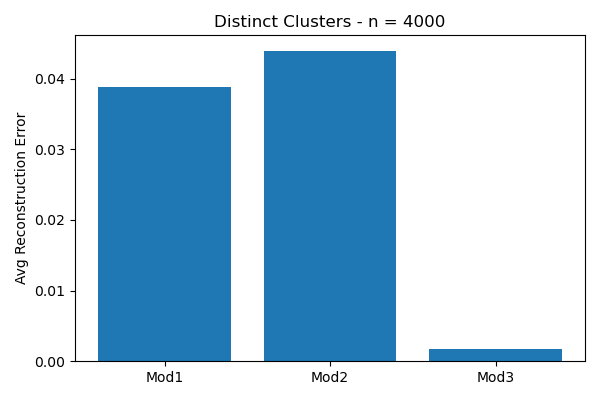 Distinct Clusters - n = 4000
Avg Reconstruction Error
0.04
0.03
0.02
0.01
0.00
Mod1
Mod2
Mod3